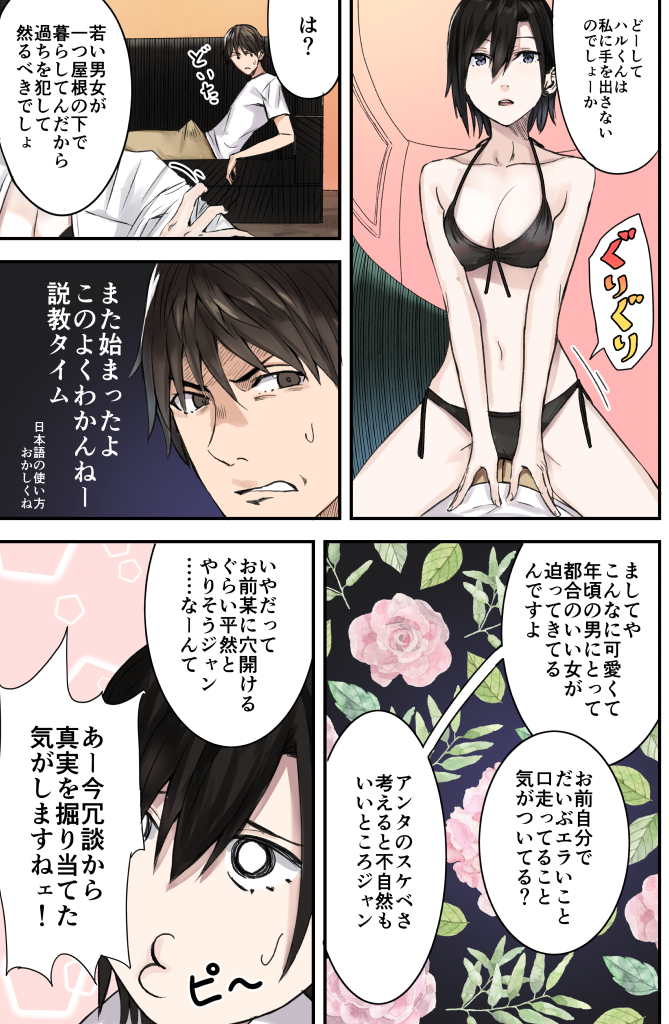 どーして
ハルくんは
私に手を出さない
のでしょーか
ぐりぐり
は？
どいた
若い男女が
一つ屋根の下で
暮らしてんだから
過ちを犯して
然るべきでしょ
また始まったよ
このよくわかんねー
説教タイム
日本語の使い方
おかしくね
ましてや
こんなに可愛くて
年頃の男にとって
都合のいい女が
迫ってきてる
んですよ
お前自分で
だいぶエラいこと
口走ってること
気がついてる？
アンタのスケベさ
考えると不自然も
いいところジャン
いやだって
お前某に穴開ける
ぐらい平然と
やりそうジャン
……なーんて
あー今冗談から
真実を掘り当てた
気がしますねェ！
ピ～